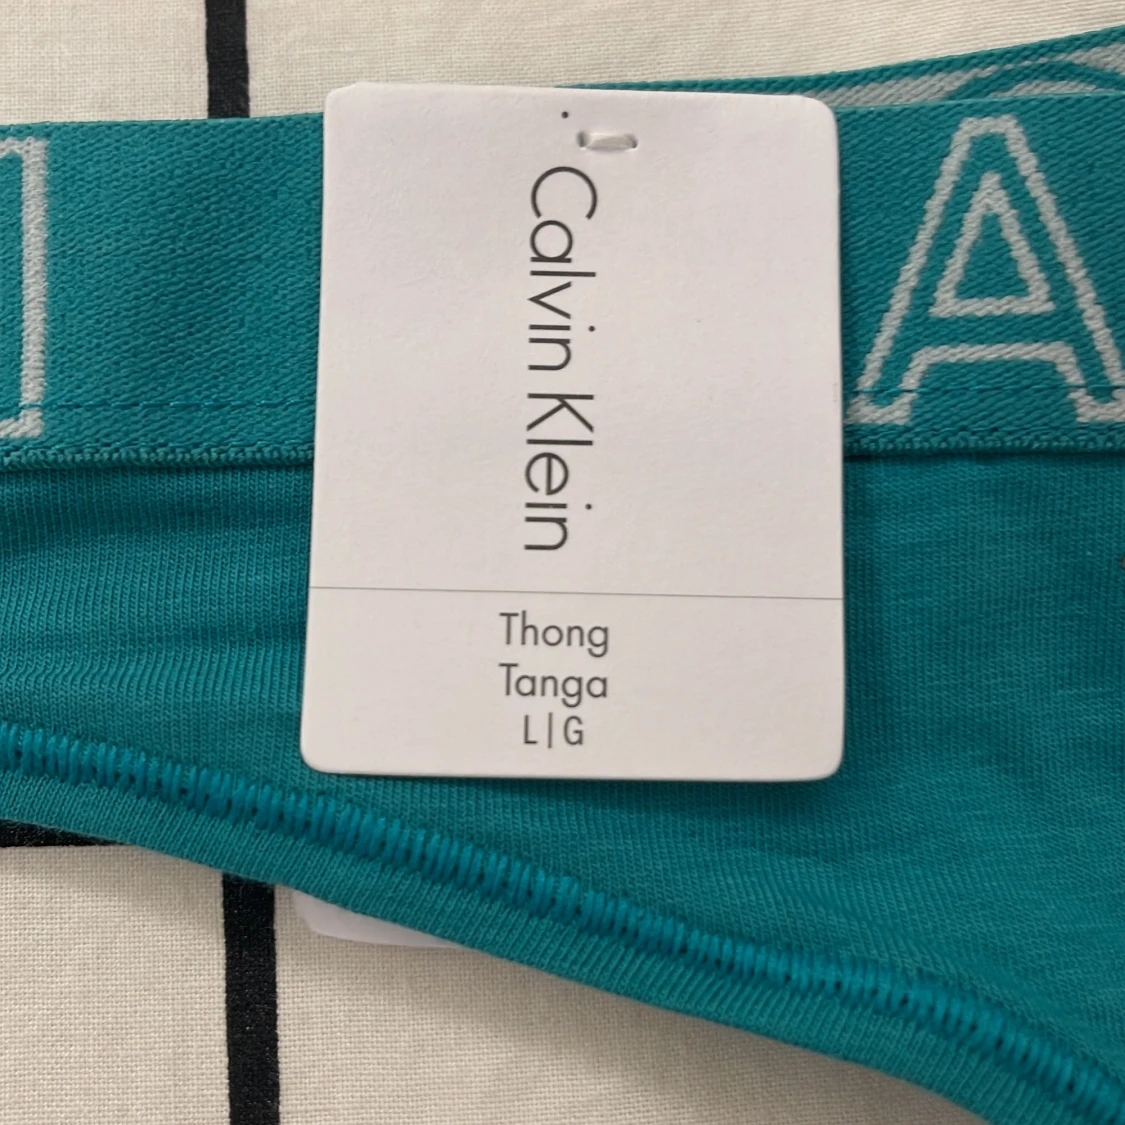 Calvin Klein
Thong
Tanga
L|G
A